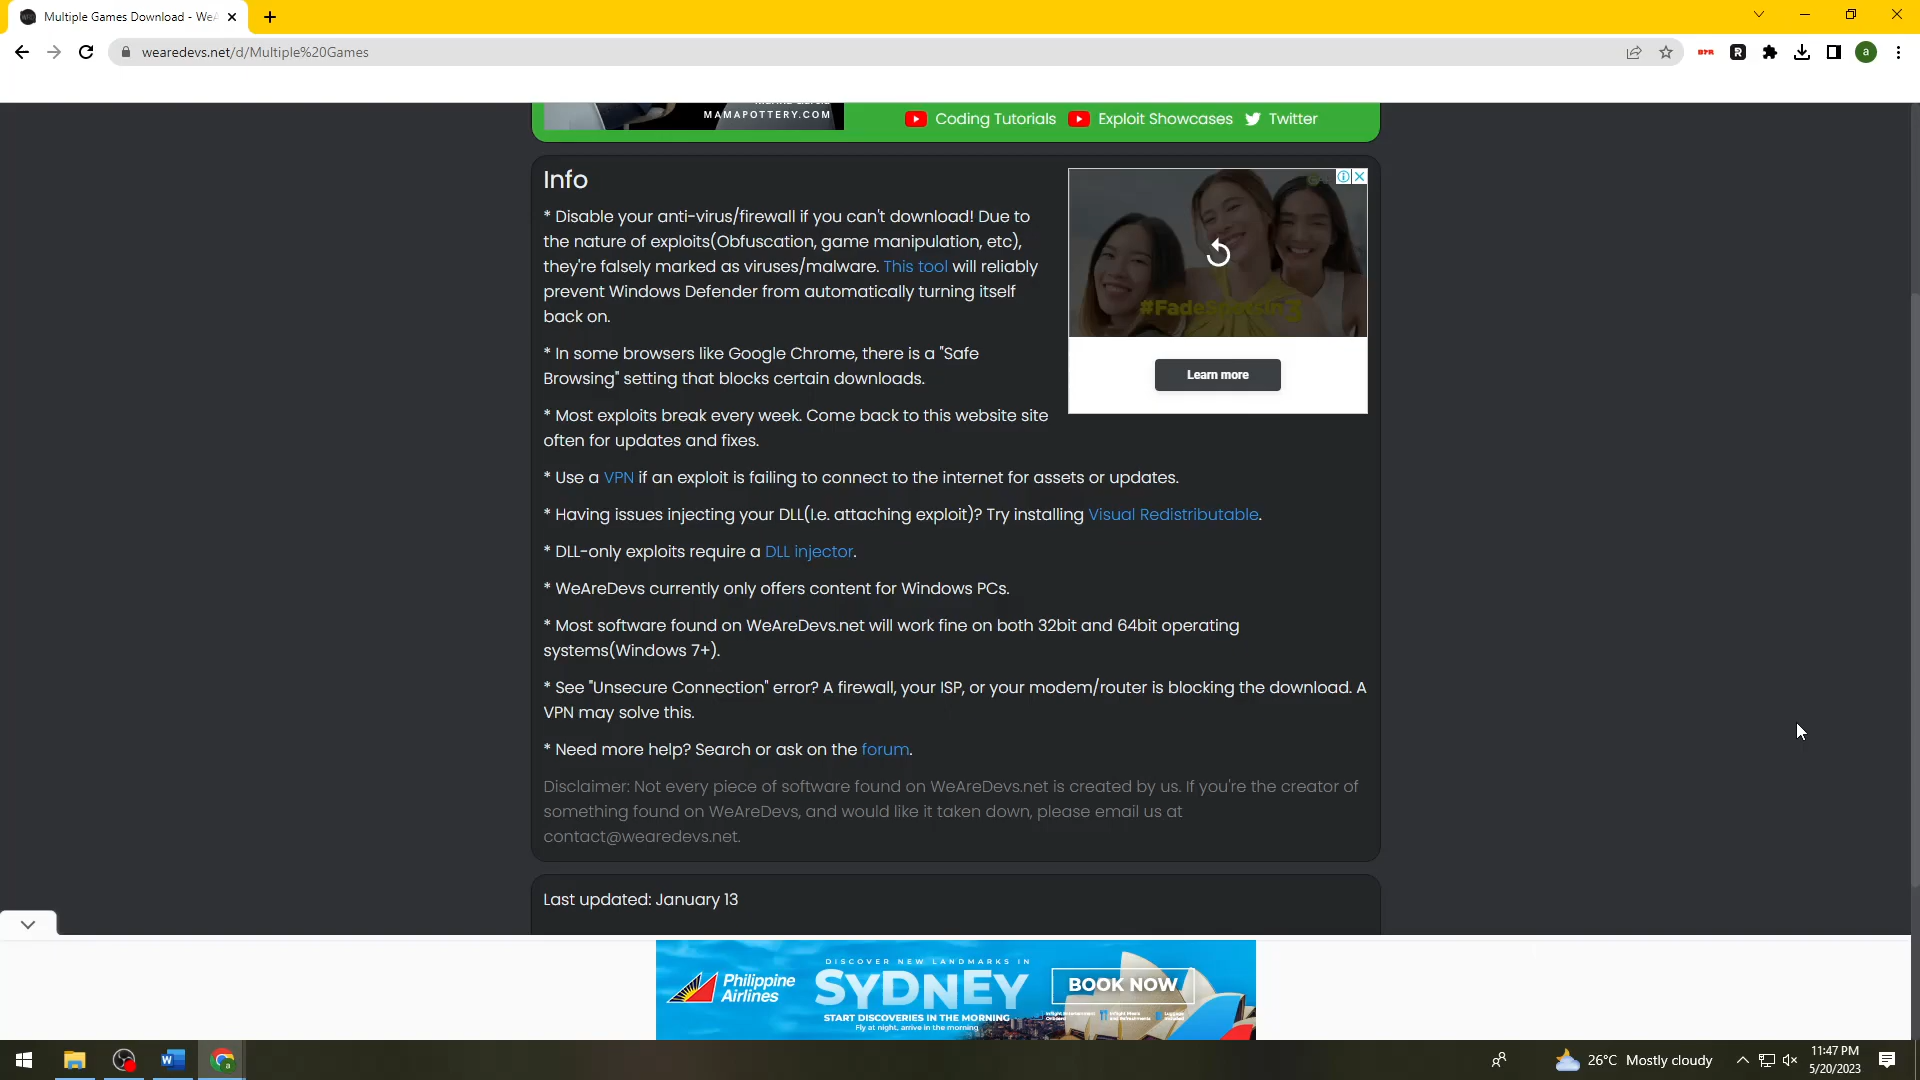 Multiple Games Download - WeA
wearedevs.net/d/Multiple%20Games
a
MAMAPOTTERY.COM
Coding Tutorials Exploit Showcases Twitter
Info
* Disable your anti-virus/firewall if you can't download! Due to
the nature of exploits(Obfuscation, game manipulation, etc),
they're falsely marked as viruses/malware. This tool will reliably
prevent Windows Defender from automatically turning itself
back on.
#FadeSpotsin3
Learn more
* In some browsers like Google Chrome, there is a "Safe
Browsing" setting that blocks certain downloads.
* Most exploits break every week. Come back to this website site
often for updates and fixes.
* Use a VPN if an exploit is failing to connect to the internet for assets or updates.
* Having issues injecting your DLL(I.e. attaching exploit)? Try installing Visual Redistributable.
* DLL-only exploits require a DLL injector.
* WeAreDevs currently only offers content for Windows PCs.
* Most software found on WeAreDevs.net will work fine on both 32bit and 64bit operating
systems(Windows 7+).
* See "Unsecure Connection" error? A firewall, your ISP, or your modem/router is blocking the download. A
VPN may solve this.
* Need more help? Search or ask on the forum.
Disclaimer: Not every piece of software found on WeAreDevs.net is created by us. If you're the creator of
something found on WeAreDevs, and would like it taken down, please email us at
contact@wearedevs.net.
Last updated: January 13
Philippine
Airlines
DISCOVER NEW LANDMARKS IN
SYDNEY
START DISCOVERIES IN THE MORNING
Fly at night, arrive in the morning
BOOK NOW
26°C Mostly cloudy
11:47 PM
5/20/2023